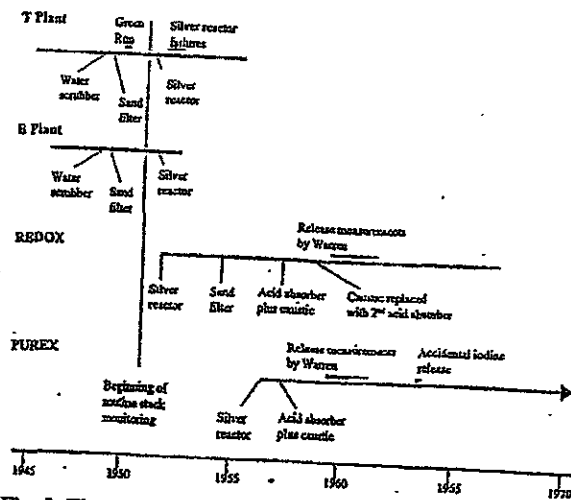 T Plant
Green
Run
Silver reactor
failures
Water
scrubber
Sand
filter
Silver
reactor
B Plant
Water
scrubber
Sand
filter
Silver
reactor
REDOX
Release measurements
by Warren
Silver
reactor
Sand
filter
Acid absorber
plus caustic
Caustic replaced
with 2nd acid absorber
PUREX
Release measurements
by Warren
Accidental iodine
release
Beginning of
routine stack
monitoring
Silver
reactor
Acid absorber
plus caustic
1945
1950
1955
1960
1955
1970